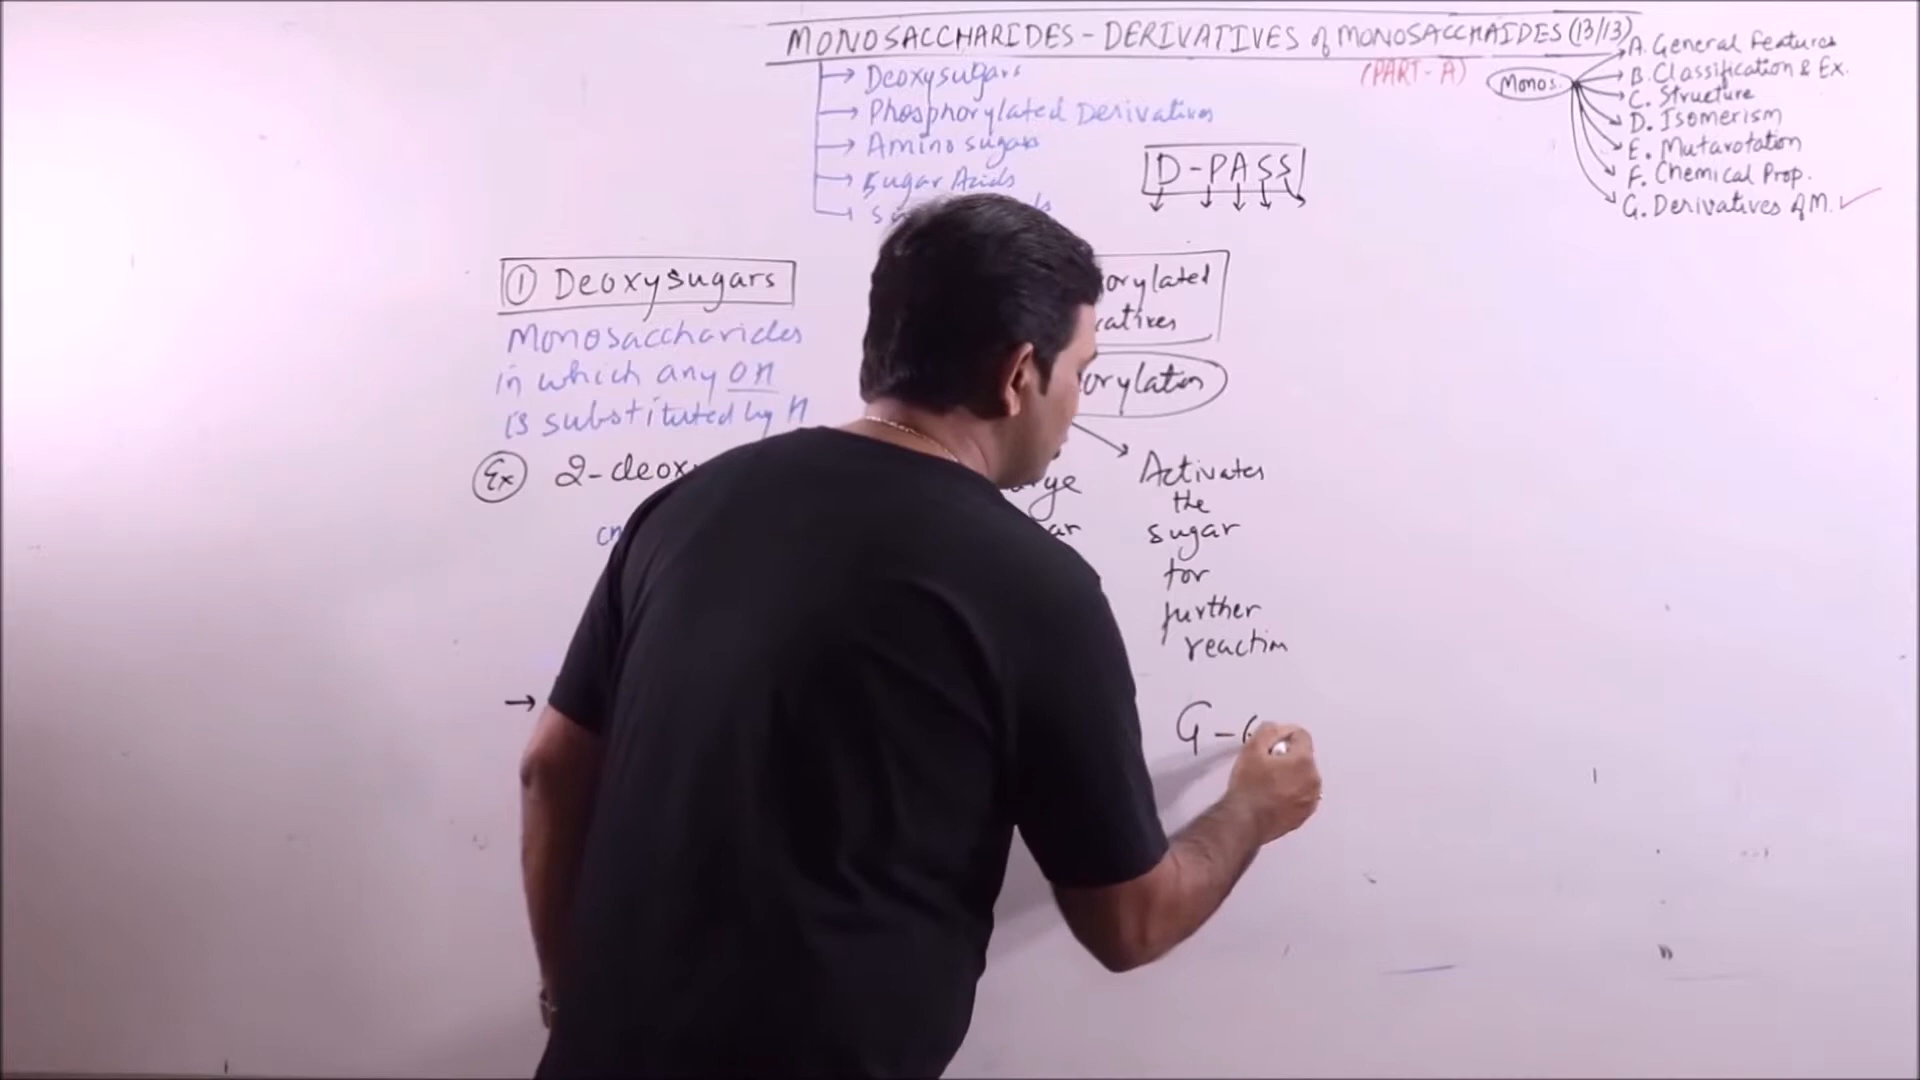 MONOSACCHARIDES - DERIVATIVES of MONOSACCHAIDES (13/13)
(PART - A)
Deoxysugars
Phosphorylated Derivatives
Amino sugars
Sugar Acids
D - PASS
Monos.
A. General Features
B. Classification & Ex.
C. Structure
D. Isomerism
E. Mutarotation
F. Chemical Prop.
G. Derivatives of M. ✓
① Deoxysugars
Monosaccharides
in which any OH
is substituted by H
Ex 2-deox
orylated
atives
orylation
Activates
the
sugar
for
further
reaction
G -